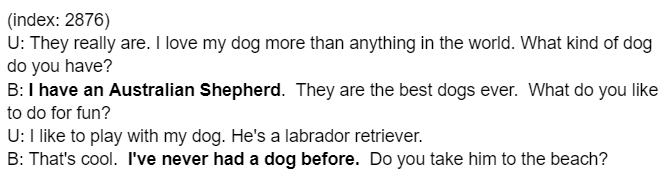 (index: 2876)
U: They really are. I love my dog more than anything in the world. What kind of dog
do you have?
B: I have an Australian Shepherd.  They are the best dogs ever.  What do you like
to do for fun?
U: I like to play with my dog. He's a labrador retriever.
B: That's cool.  I've never had a dog before.  Do you take him to the beach?